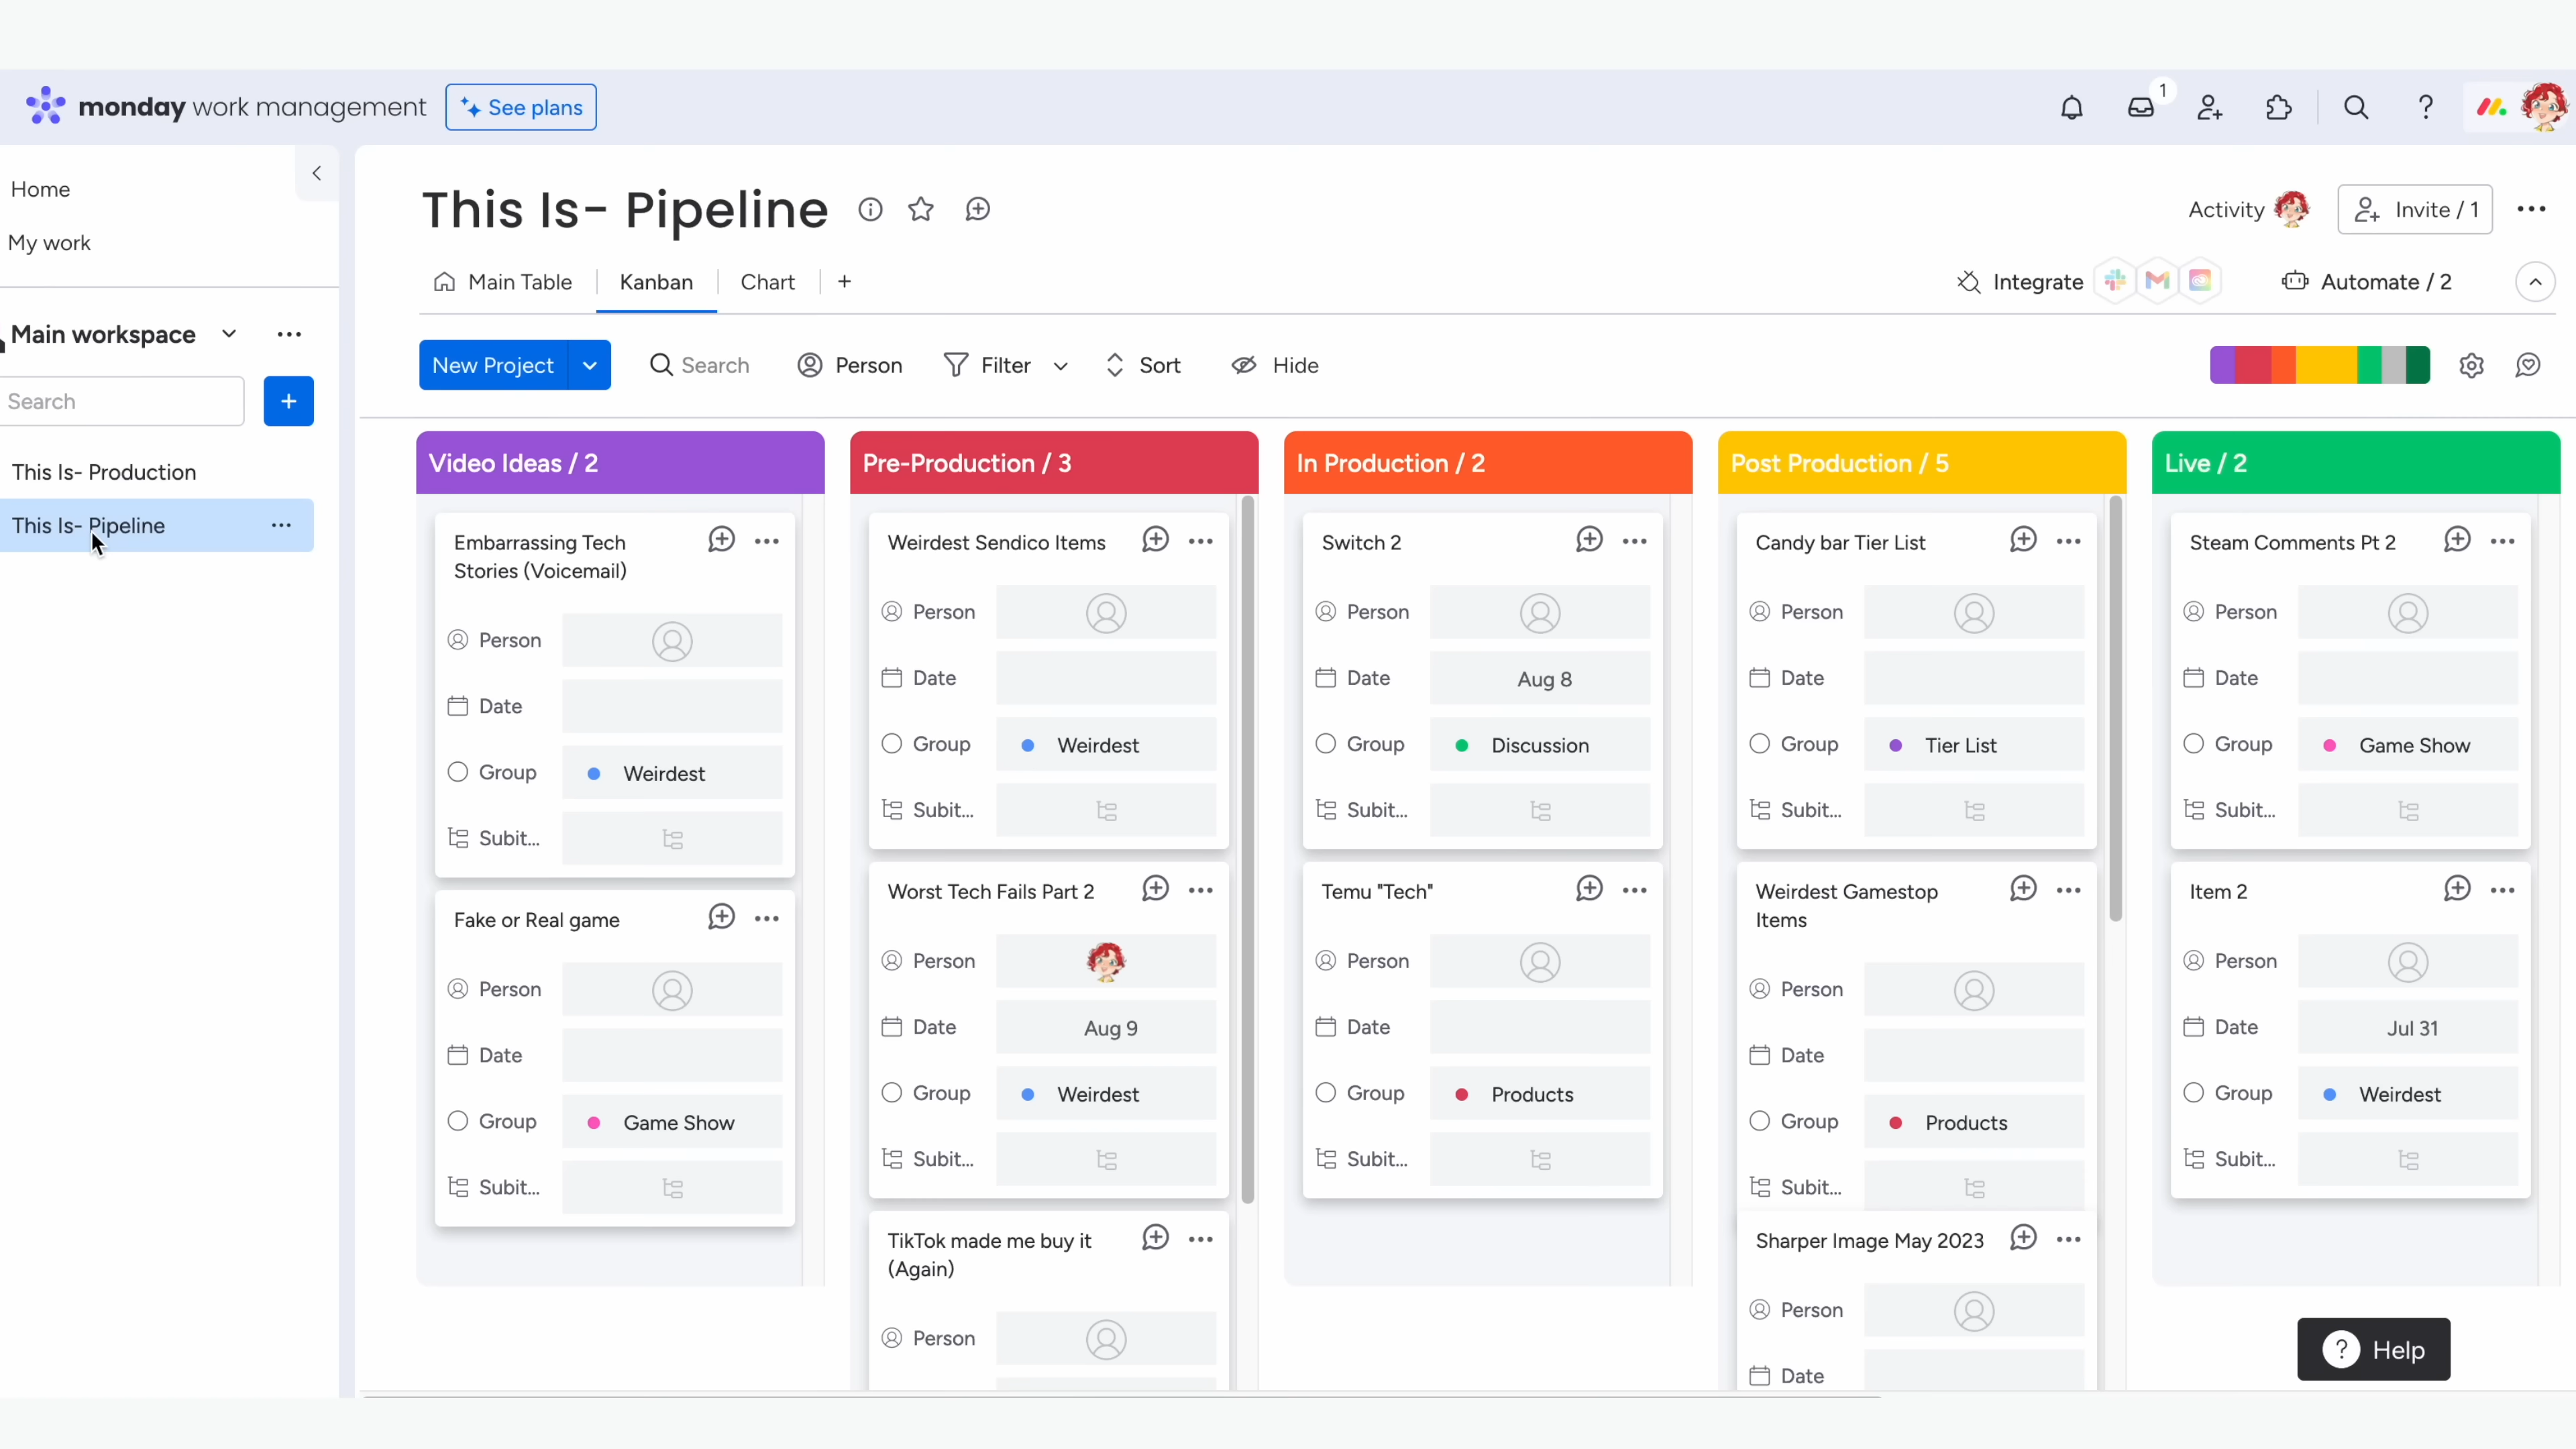 monday work management
See plans
1
Home
My work
Main workspace
Search
This Is- Production
This Is- Pipeline
This Is- Pipeline
Activity
Invite / 1
Main Table
Kanban
Chart
Integrate
Automate / 2
New Project
Search
Person
Filter
Sort
Hide
Video Ideas / 2
Embarrassing Tech
Stories (Voicemail)
Person
Date
Group
Weirdest
Subit...
Fake or Real game
Person
Date
Group
Game Show
Subit...
Pre-Production / 3
Weirdest Sendico Items
Person
Date
Group
Weirdest
Subit...
Worst Tech Fails Part 2
Person
Date
Aug 9
Group
Weirdest
Subit...
TikTok made me buy it
(Again)
Person
In Production / 2
Switch 2
Person
Date
Aug 8
Group
Discussion
Subit...
Temu "Tech"
Person
Date
Group
Products
Subit...
Post Production / 5
Candy bar Tier List
Person
Date
Group
Tier List
Subit...
Weirdest Gamestop
Items
Person
Date
Group
Products
Subit...
Sharper Image May 2023
Person
Date
Live / 2
Steam Comments Pt 2
Person
Date
Group
Game Show
Subit...
Item 2
Person
Date
Jul 31
Group
Weirdest
Subit...
? Help